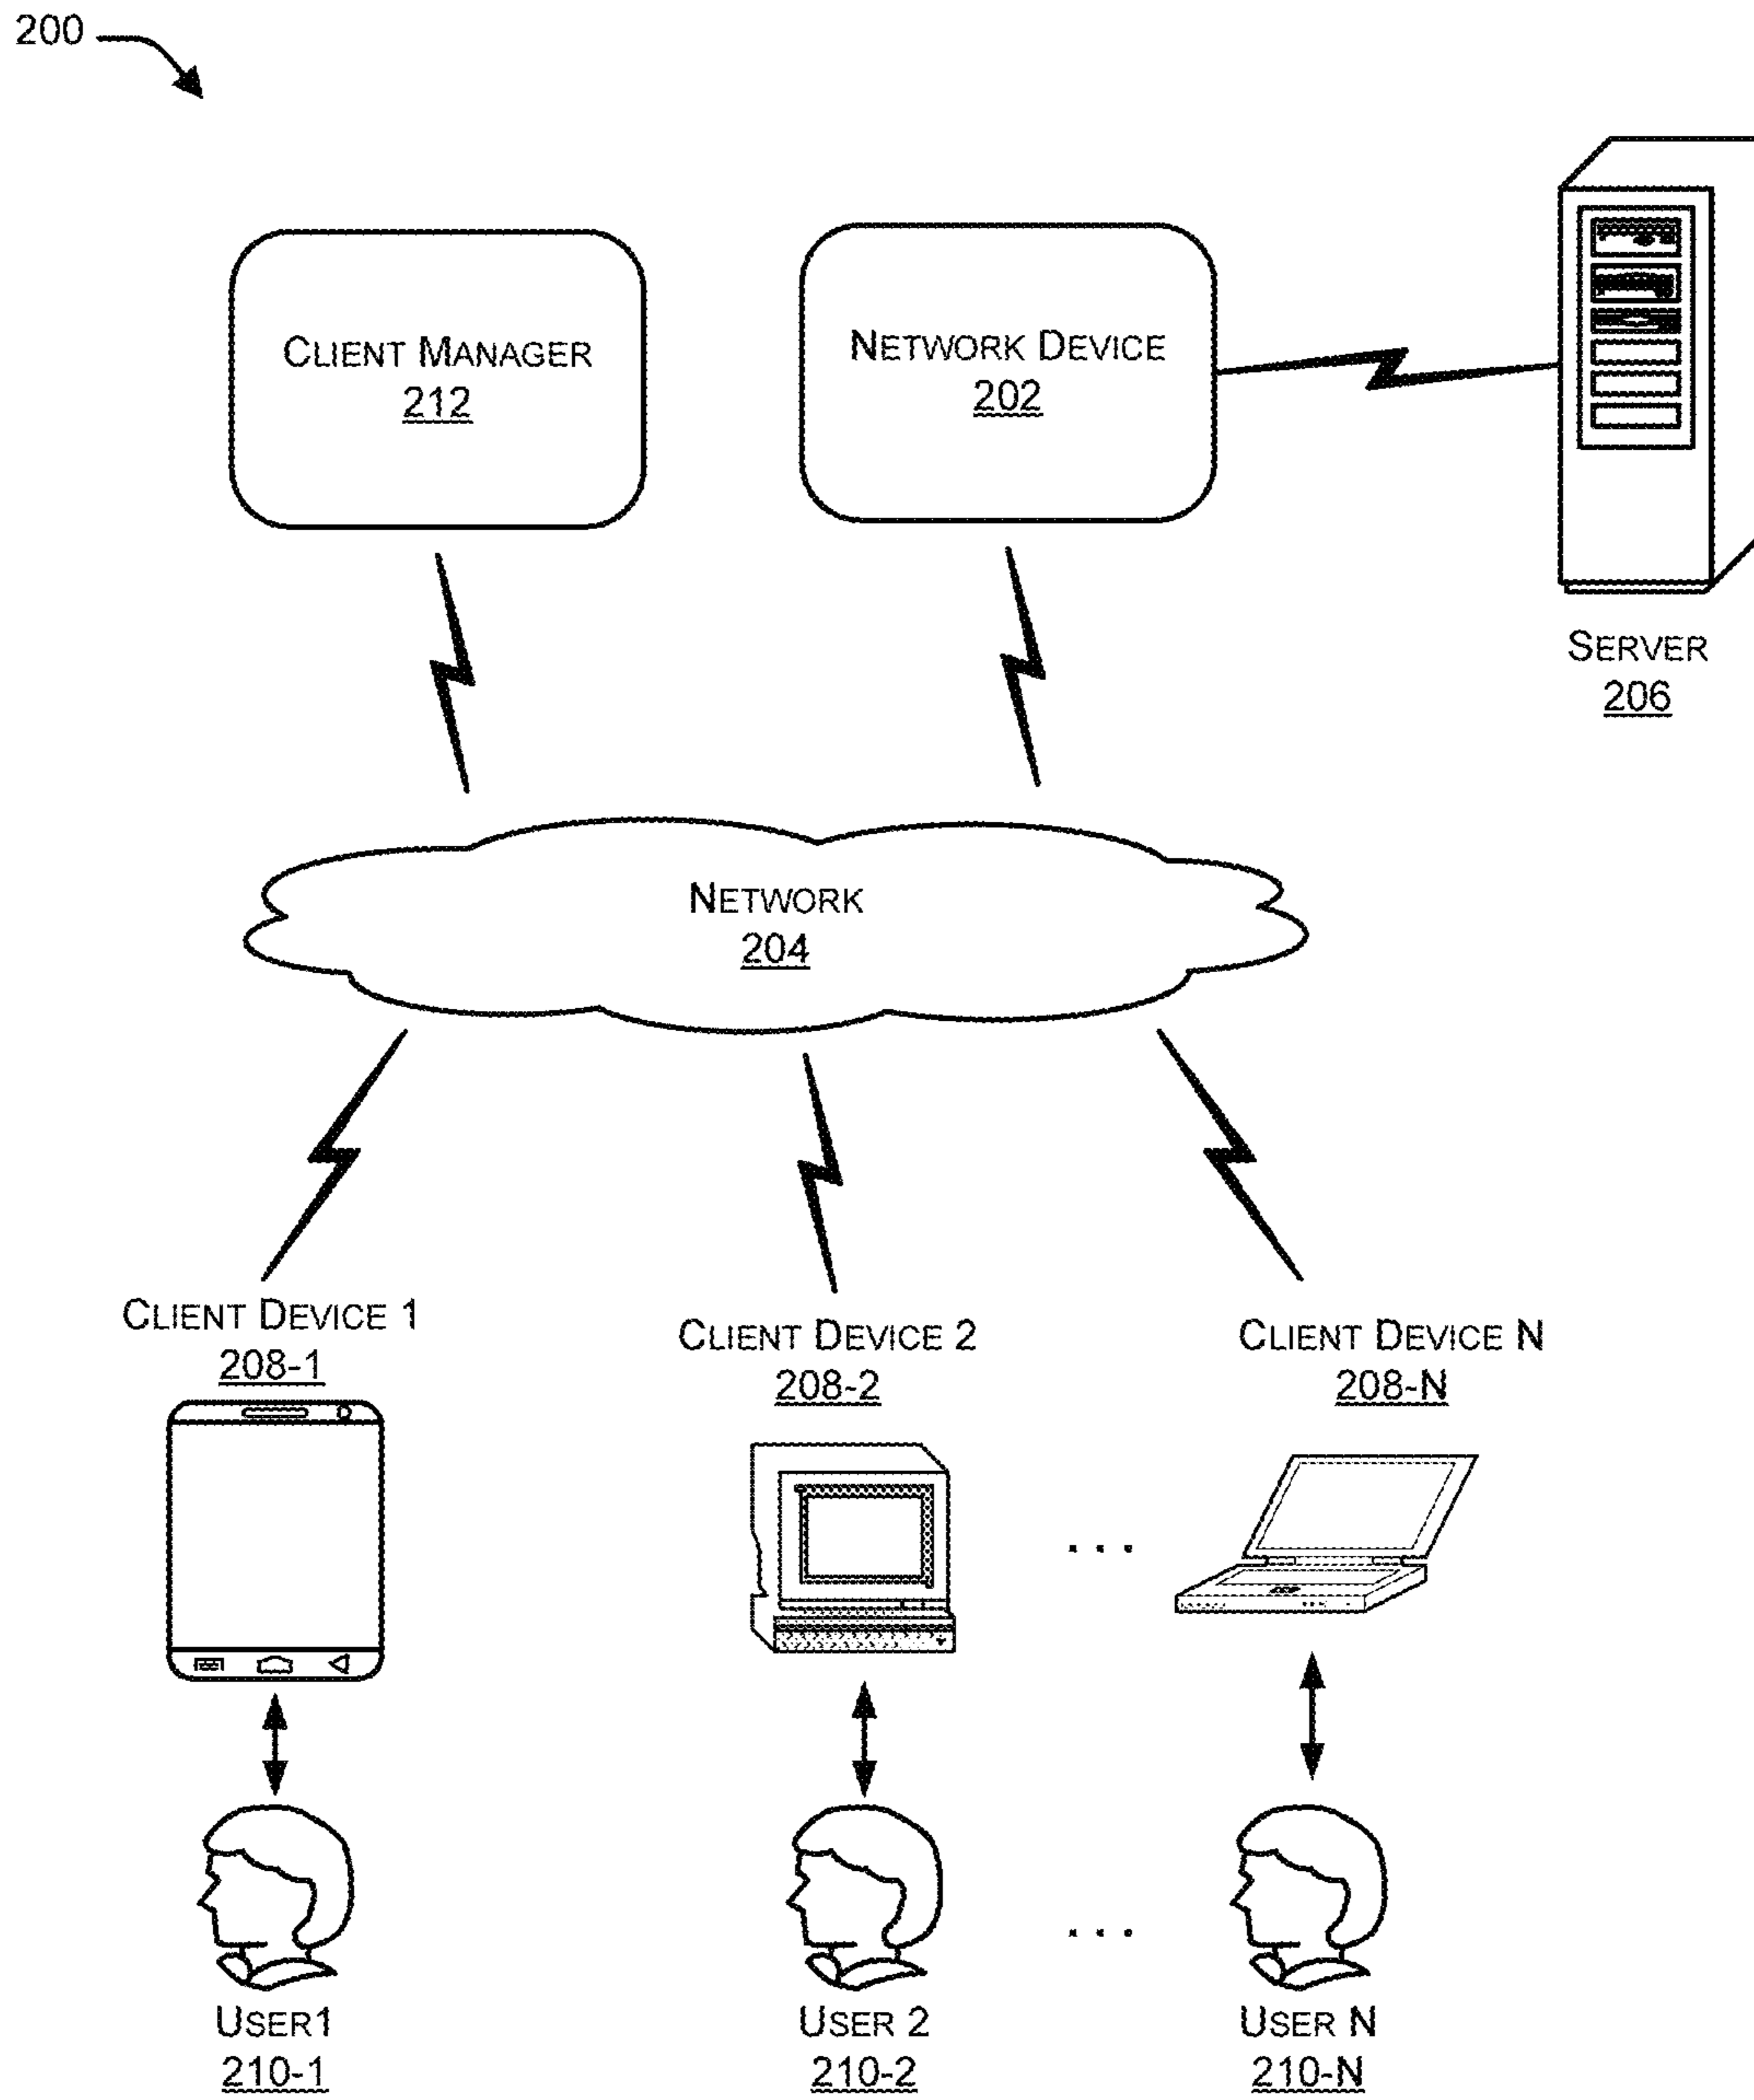 200
CLIENT MANAGER
212
NETWORK DEVICE
202
SERVER
206
NETWORK
204
CLIENT DEVICE 1
208-1
CLIENT DEVICE 2
208-2
CLIENT DEVICE N
208-N
. . .
. . .
USER1
210-1
USER 2
210-2
USER N
210-N